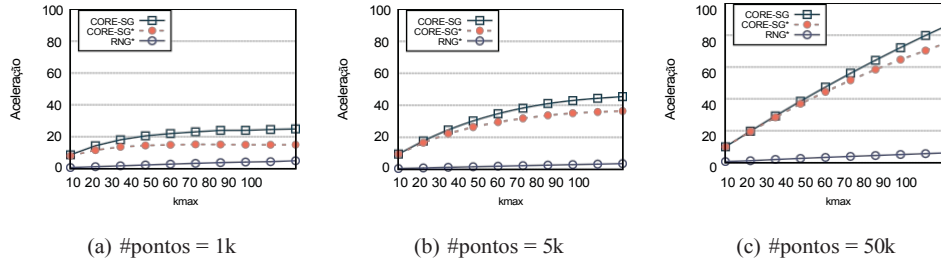 100
80
60
40
20
0
Aceleração
CORE-SG
CORE-SG*
RNG*
10 20 30 40 50 60 70 80 90 100
kmax
(a) #pontos = 1k
100
80
60
40
20
0
Aceleração
CORE-SG
CORE-SG*
RNG*
10 20 30 40 50 60 70 80 90 100
kmax
(b) #pontos = 5k
100
80
60
40
20
0
Aceleração
CORE-SG
CORE-SG*
RNG*
10 20 30 40 50 60 70 80 90 100
kmax
(c) #pontos = 50k